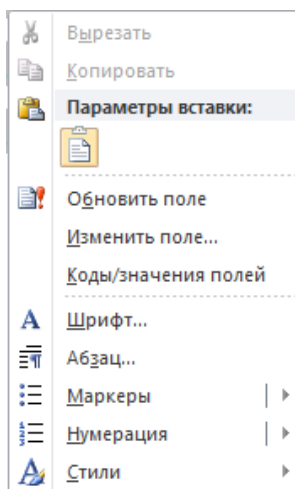 Вырезать
Копировать
Параметры вставки:
Обновить поле
Изменить поле...
Коды/значения полей
Шрифт...
Абзац...
Маркеры
Нумерация
Стили